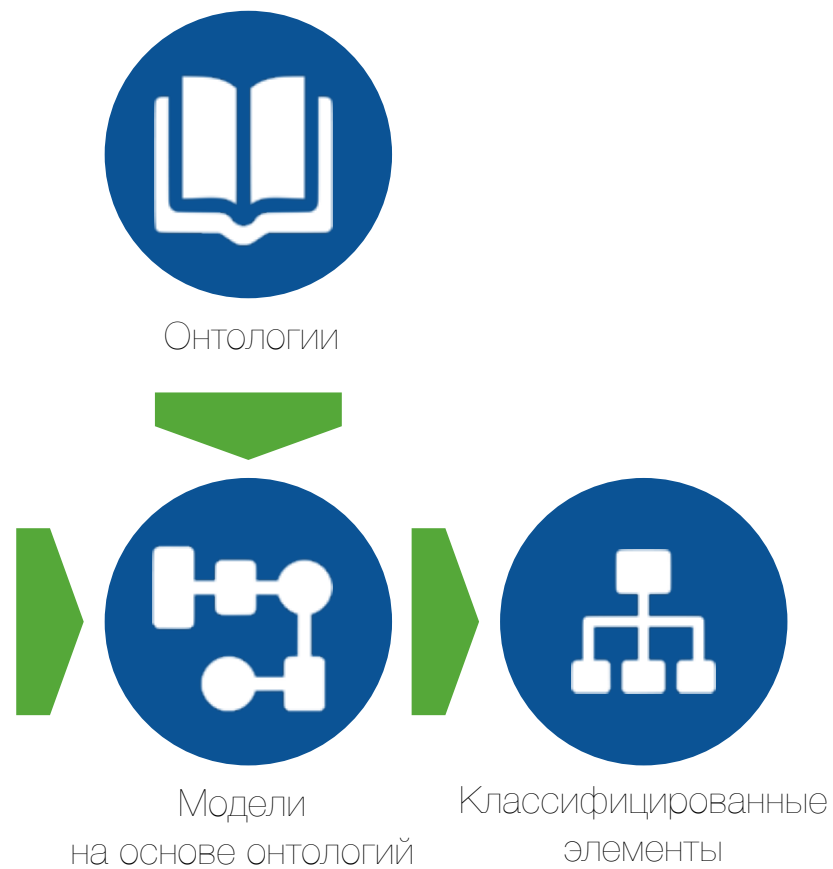 Онтологии
Модели
на основе онтологий
Классифицированные
элементы